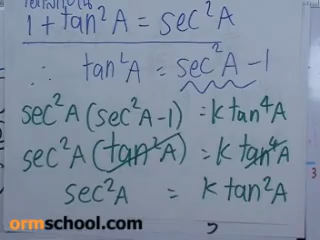 1 + tan²A = sec²A
∴ tan²A = sec²A - 1
sec²A (sec²A - 1) = k tan⁴A
sec²A (tan²A) = k tan⁴A
sec²A = k tan²A
ormschool.com